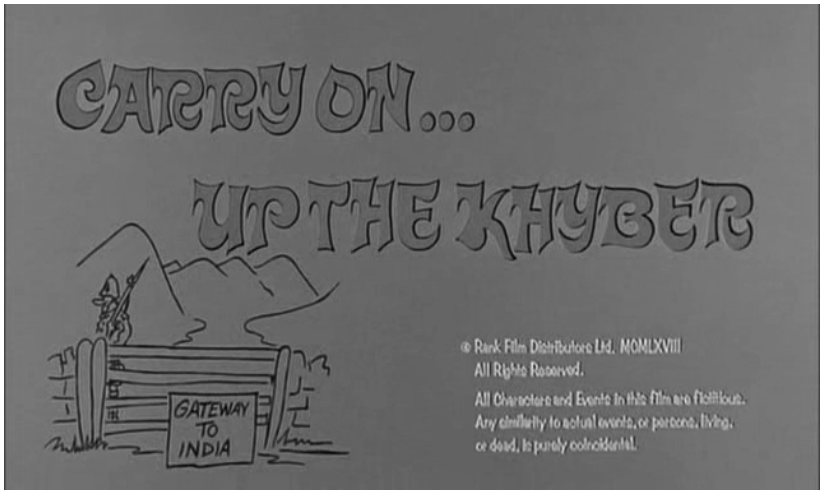 CARRY ON...
UP THE KHYBER
GATEWAY
TO
INDIA
© Rank Film Distributors Ltd. MCMLXVIII
All Rights Reserved.
All Characters and Events in this film are fictitious.
Any similarity to actual events, or persons, living,
or dead, is purely coincidental.